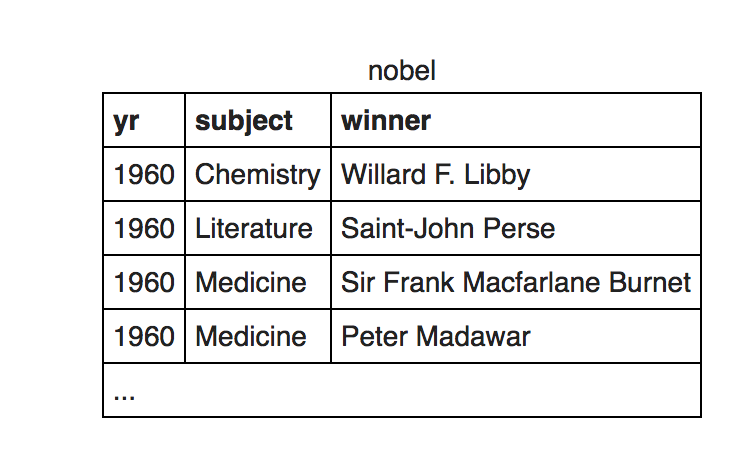 nobel
yr subject winner
1960 Chemistry Willard F. Libby
1960 Literature Saint-John Perse
1960 Medicine Sir Frank Macfarlane Burnet
1960 Medicine Peter Madawar
...